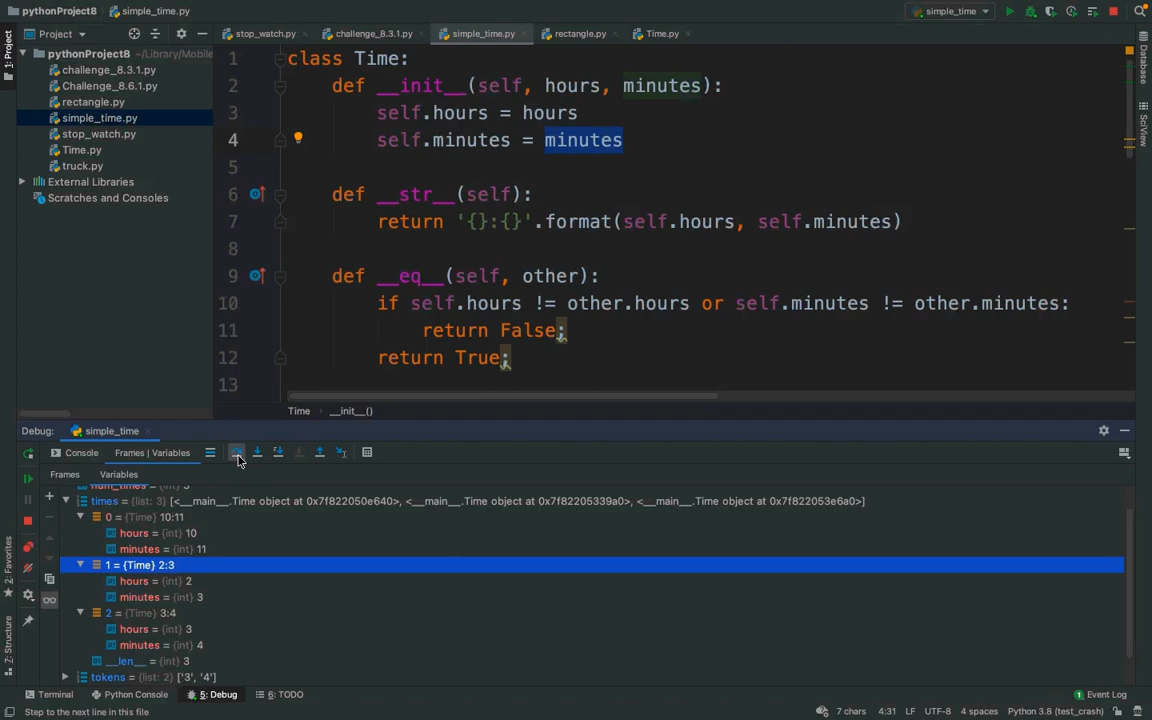 pythonProject8 simple_time.py simple_time
Project
stop_watch.py challenge_8.3.1.py simple_time.py rectangle.py Time.py
1: Project
Database
SciView
pythonProject8 ~/Library/Mobile
challenge_8.3.1.py
Challenge_8.6.1.py
rectangle.py
simple_time.py
stop_watch.py
Time.py
truck.py
External Libraries
Scratches and Consoles
1 class Time:
2 def __init__(self, hours, minutes):
3 self.hours = hours
4 self.minutes = minutes
5
6 def __str__(self):
7 return '{}:{}'.format(self.hours, self.minutes)
8
9 def __eq__(self, other):
10 if self.hours != other.hours or self.minutes != other.minutes:
11 return False;
12 return True;
13
Time › __init__()
Debug: simple_time
Console Frames | Variables
Frames Variables
num_times = {int} 3
times = {list: 3} [<__main__.Time object at 0x7f822050e640>, <__main__.Time object at 0x7f82205339a0>, <__main__.Time object at 0x7f822053e6a0>]
0 = {Time} 10:11
hours = {int} 10
minutes = {int} 11
1 = {Time} 2:3
hours = {int} 2
minutes = {int} 3
2 = {Time} 3:4
hours = {int} 3
minutes = {int} 4
__len__ = {int} 3
tokens = {list: 2} ['3', '4']
2: Favorites
Z: Structure
Terminal Python Console 5: Debug 6: TODO Event Log
Step to the next line in this file 7 chars 4:31 LF UTF-8 4 spaces Python 3.8 (test_crash)